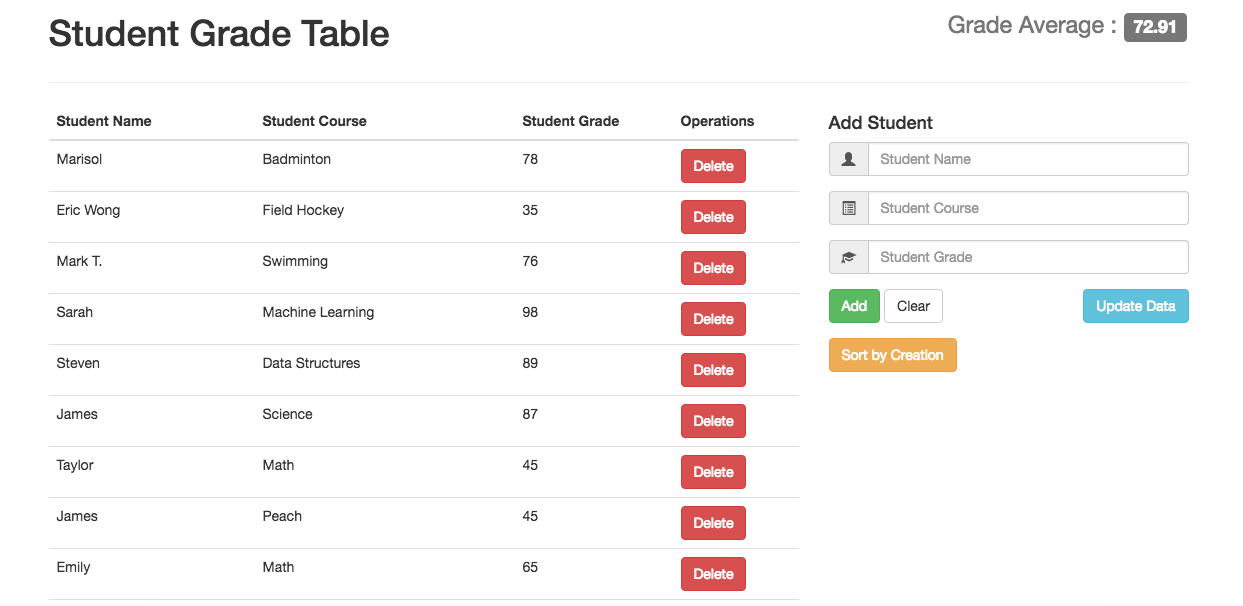 Student Grade Table
Grade Average : 72.91
Student Name Student Course Student Grade Operations
Marisol Badminton 78 Delete
Eric Wong Field Hockey 35 Delete
Mark T. Swimming 76 Delete
Sarah Machine Learning 98 Delete
Steven Data Structures 89 Delete
James Science 87 Delete
Taylor Math 45 Delete
James Peach 45 Delete
Emily Math 65 Delete
Add Student
Student Name
Student Course
Student Grade
Add Clear Update Data
Sort by Creation